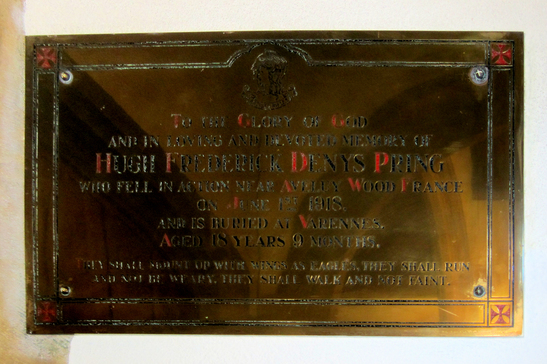 TO THE GLORY OF GOD
AND IN LOVING AND DEVOTED MEMORY OF
HUGH FREDERICK DENYS PRING
WHO FELL IN ACTION NEAR AVELUY WOOD FRANCE
ON JUNE 1918.
AND IS BURIED AT VARENNES.
AGED 18 YEARS 9 MONTHS.
THEY SHALL MOUNT UP WITH WINGS AS EAGLES. THEY SHALL RUN
AND NOT BE WEARY. THEY SHALL WALK AND NOT FAINT.